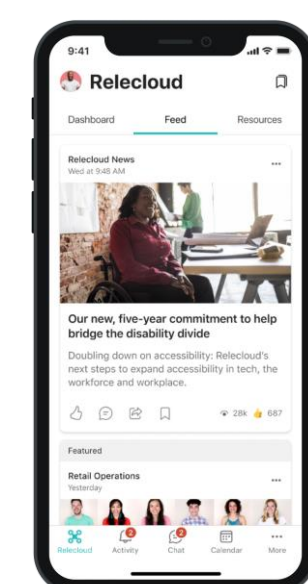 9:41
Relecloud
Dashboard Feed Resources
Relecloud News
Wed at 9:48 AM
Our new, five-year commitment to help
bridge the disability divide
Doubling down on accessibility: Relecloud's
next steps to expand accessibility in tech, the
workforce and workplace.
28k 687
Featured
Retail Operations
Yesterday
2 2
Relecloud Activity Chat Calendar More